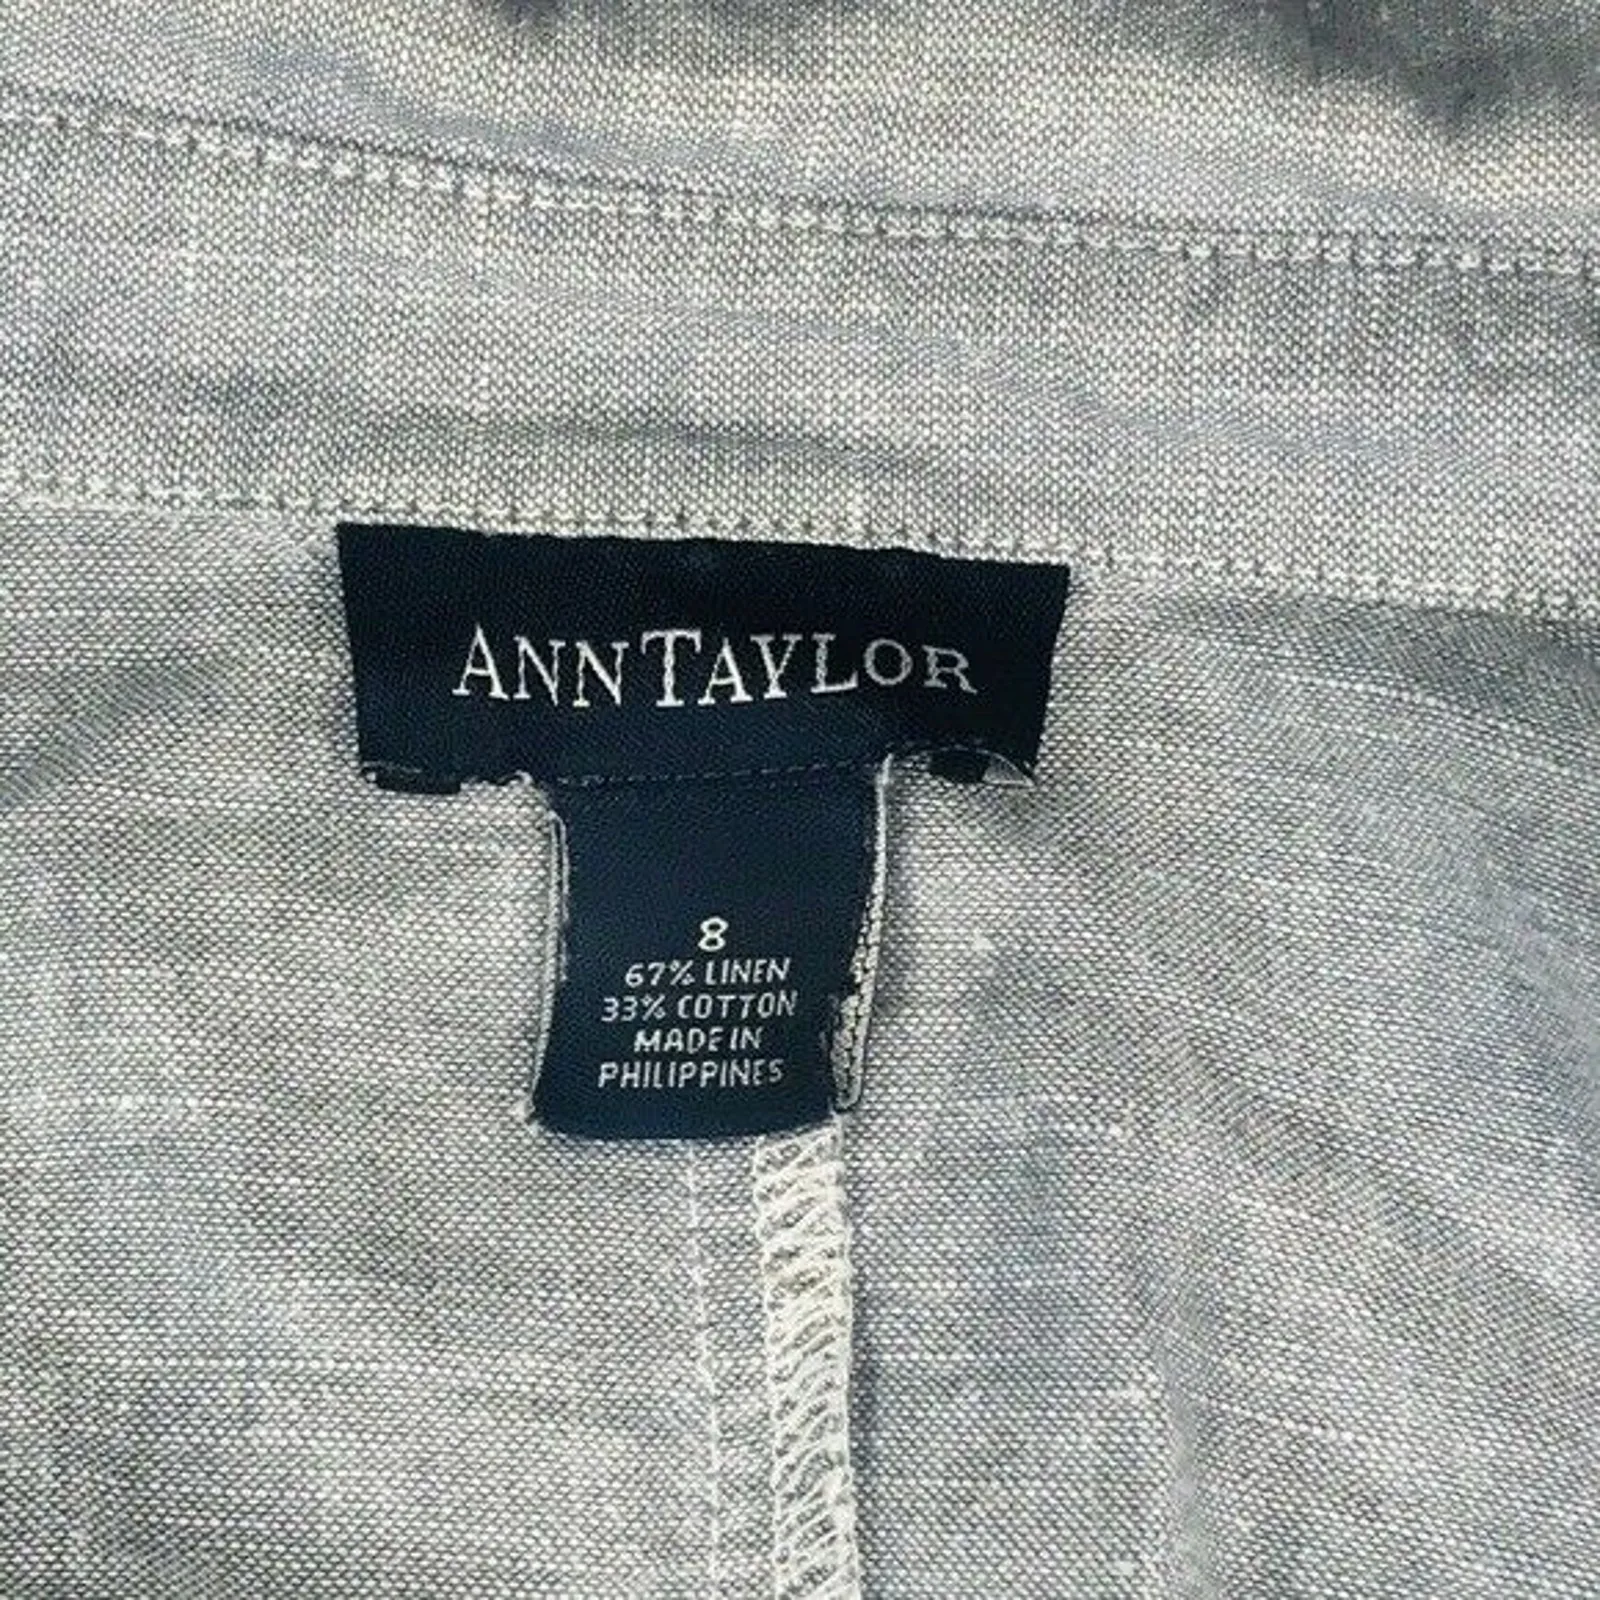 ANNTAYLOR
8
67% LINEN
33% COTTON
MADE IN
PHILIPPINES